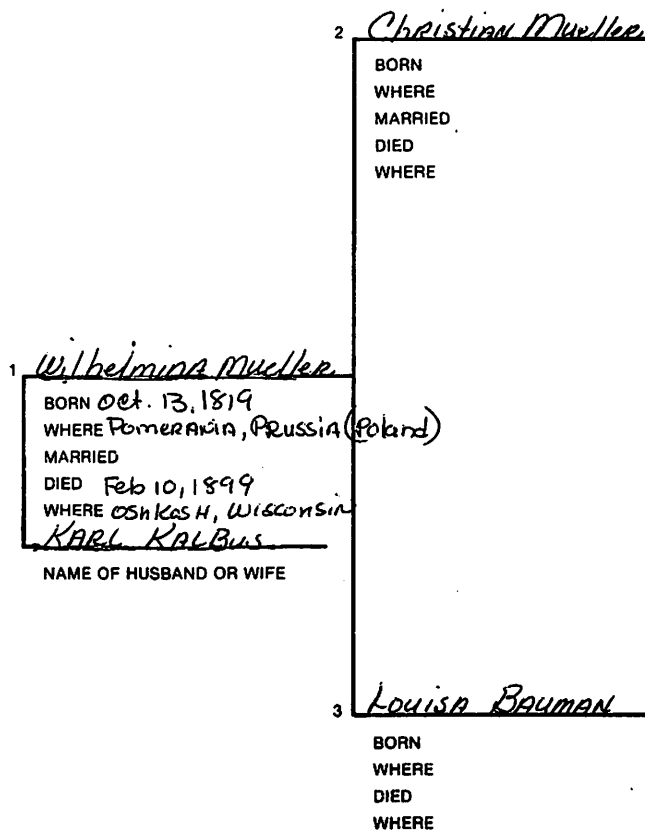 2 Christian Mueller
BORN
WHERE
MARRIED
DIED
WHERE
1 Wilhelmina Mueller
BORN Oct. 13, 1819
WHERE Pomerania, Prussia (Poland)
MARRIED
DIED Feb 10, 1899
WHERE Oshkosh, Wisconsin
Karl Kalbus
NAME OF HUSBAND OR WIFE
3 Louisa Bauman
BORN
WHERE
DIED
WHERE